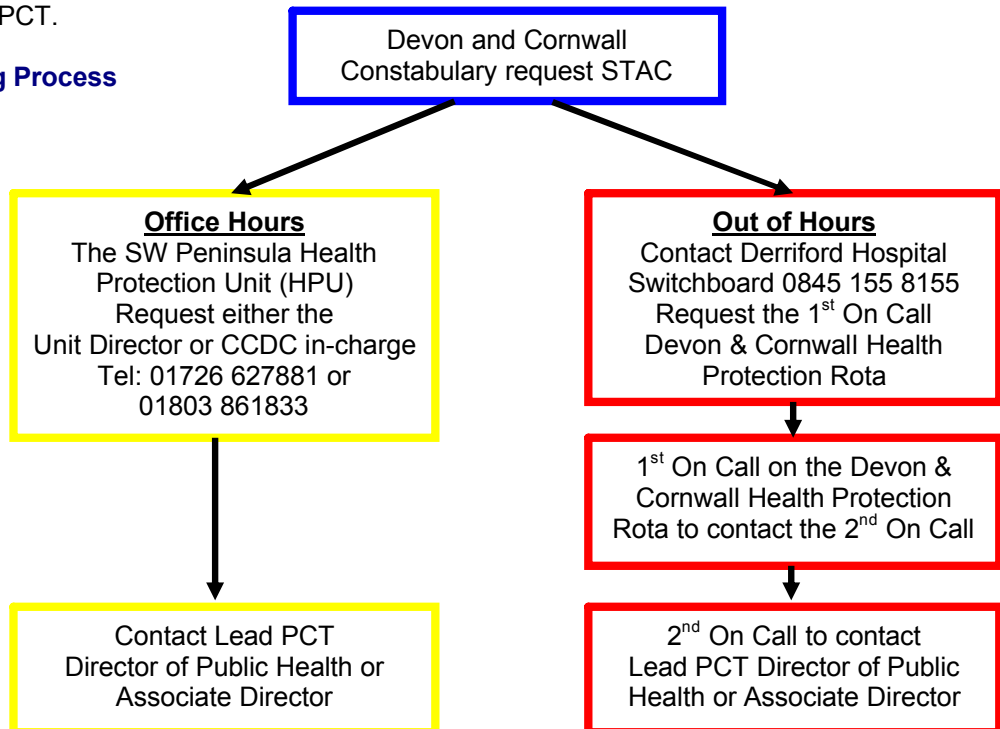 PCT.
g Process
Devon and Cornwall
Constabulary request STAC
Office Hours
The SW Peninsula Health
Protection Unit (HPU)
Request either the
Unit Director or CCDC in-charge
Tel: 01726 627881 or
01803 861833
Contact Lead PCT
Director of Public Health or
Associate Director
Out of Hours
Contact Derriford Hospital
Switchboard 0845 155 8155
Request the 1st On Call
Devon & Cornwall Health
Protection Rota
1st On Call on the Devon &
Cornwall Health Protection
Rota to contact the 2nd On Call
2nd On Call to contact
Lead PCT Director of Public
Health or Associate Director